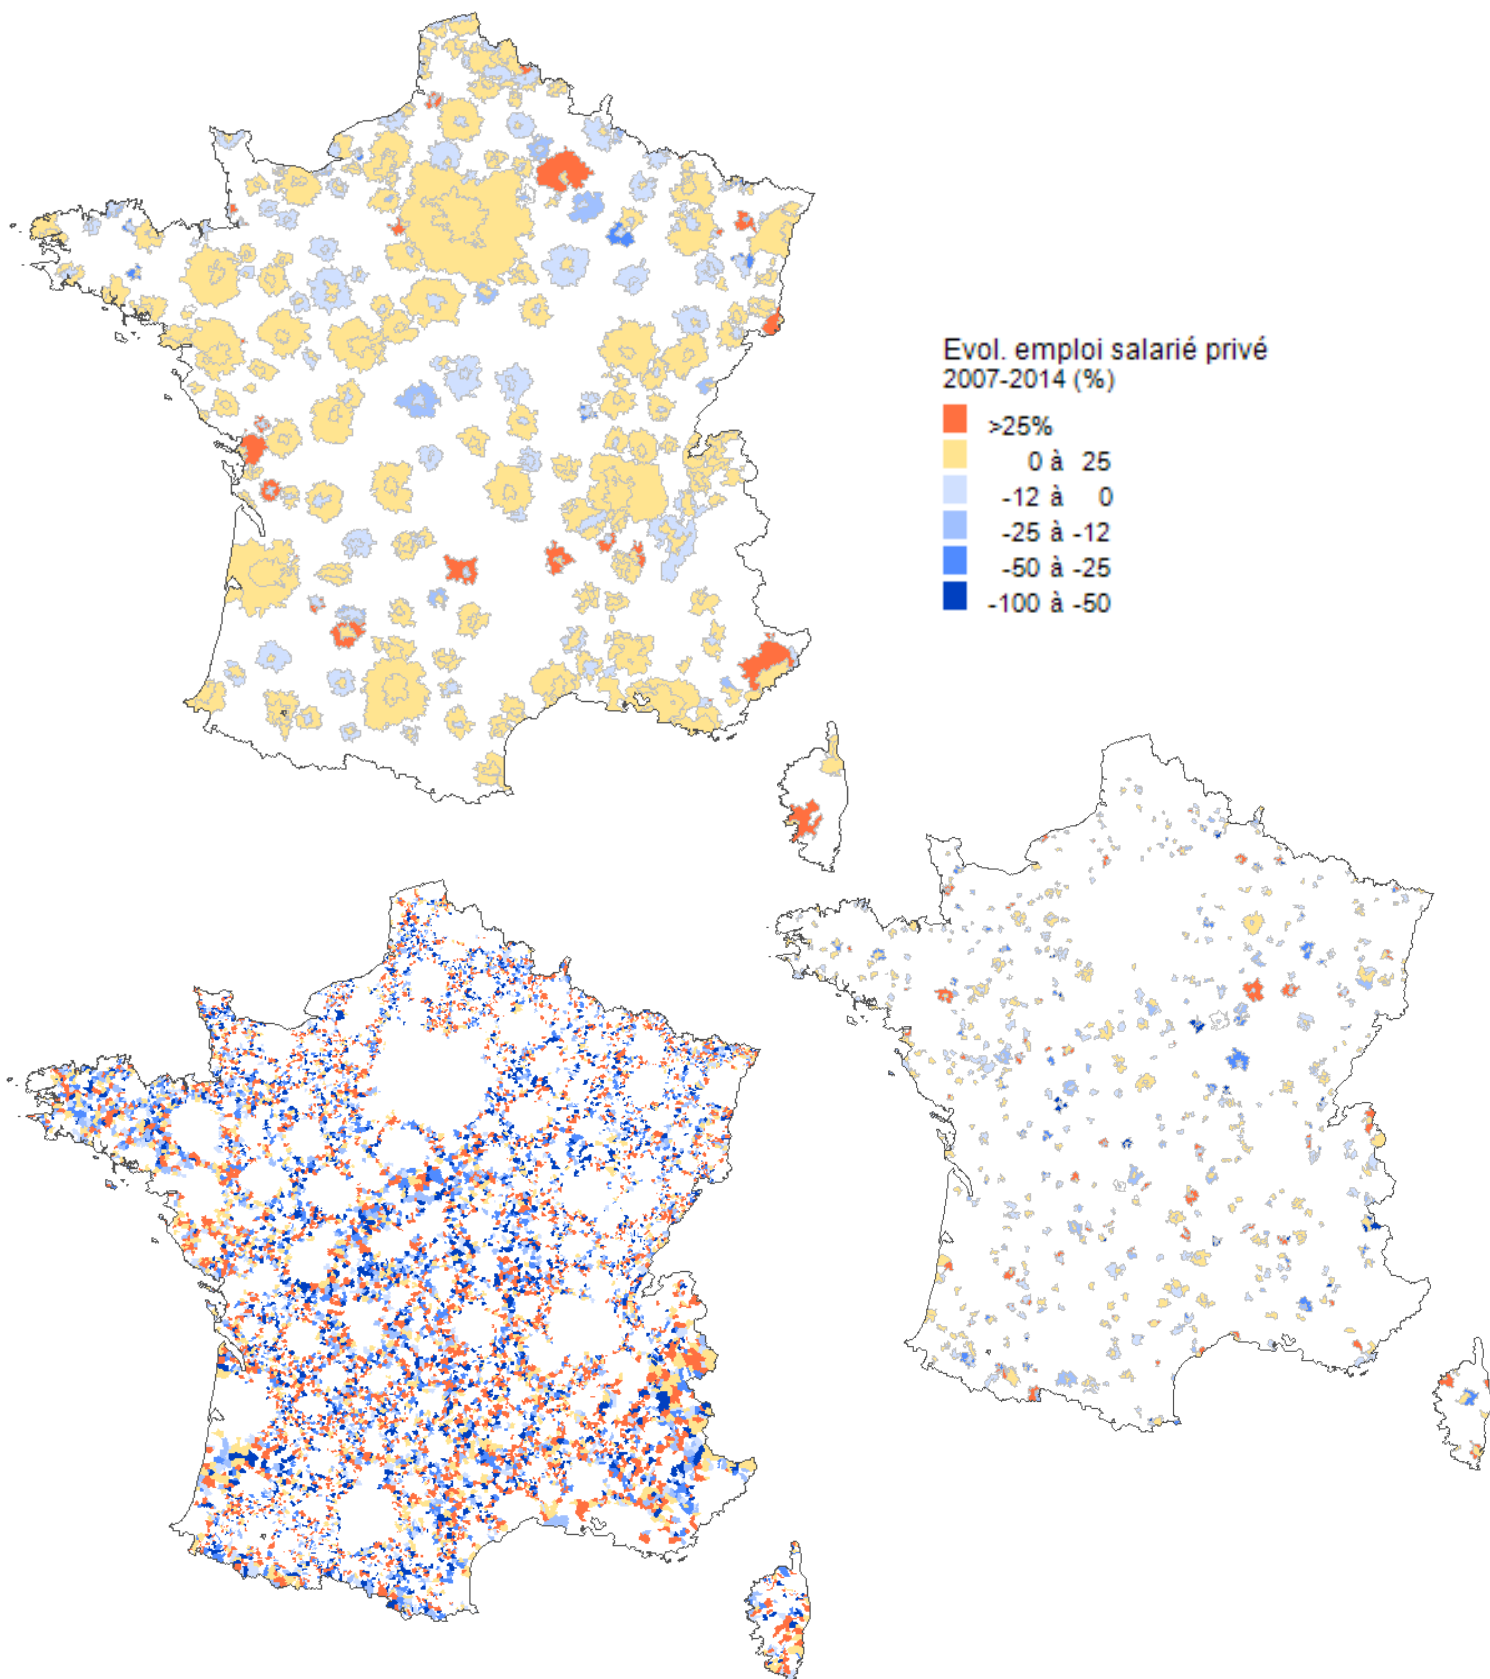 Evol. emploi salarié privé
2007-2014 (%)
>25%
0 à 25
-12 à 0
-25 à -12
-50 à -25
-100 à -50